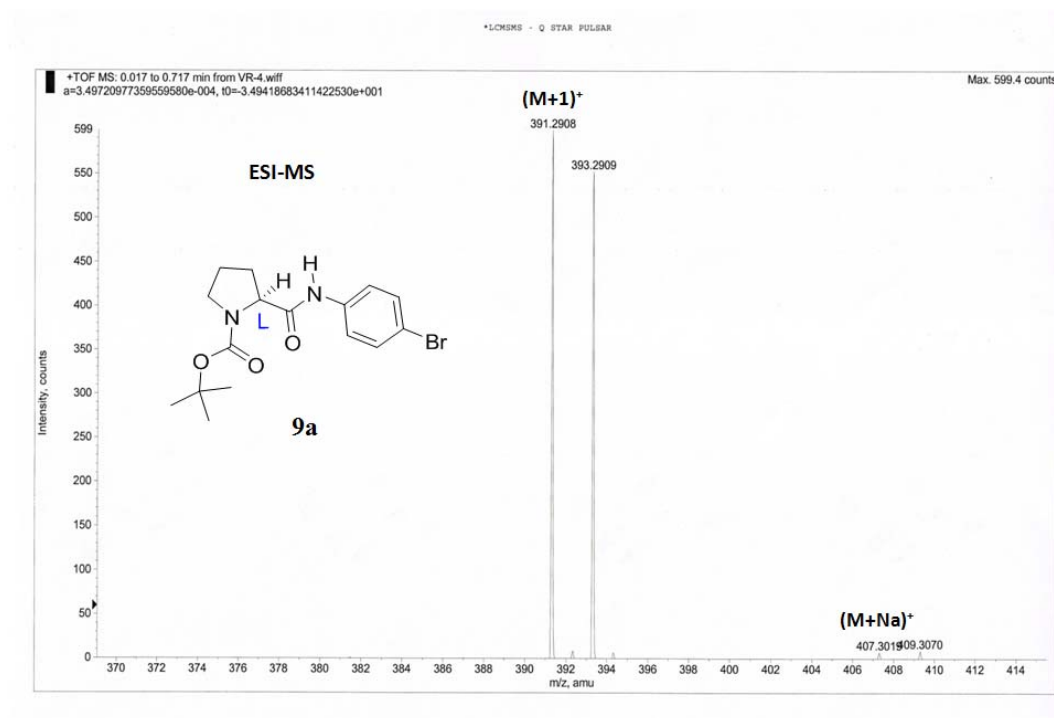 *LCMSMS - Q STAR PULSAR
+TOF MS: 0.017 to 0.717 min from VR-4.wiff
a=3.49720977359559580e-004, t0=-3.49418683411422530e+001
Max. 599.4 counts
(M+1)+
391.2908
393.2909
ESI-MS
H
H
N
N
L
O
O
O
Br
9a
(M+Na)+
407.3019
409.3070
599
550
500
450
400
350
300
250
200
150
100
50
0
Intensity, counts
370 372 374 376 378 380 382 384 386 388 390 392 394 396 398 400 402 404 406 408 410 412 414
m/z, amu